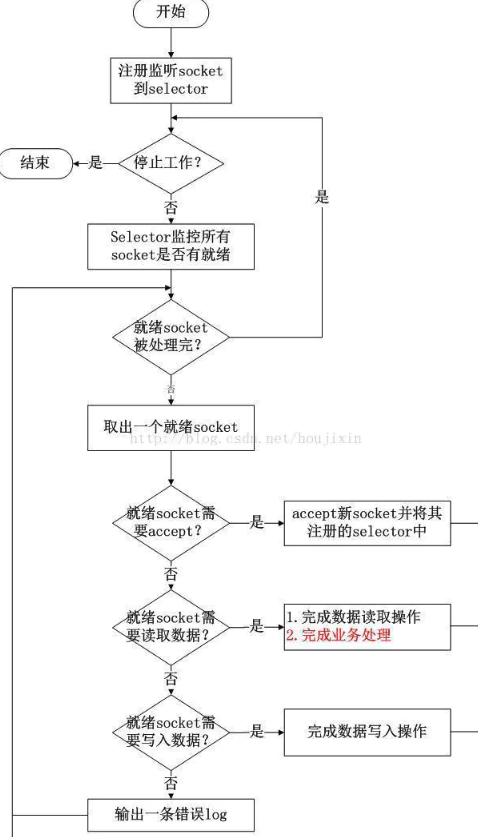 开始
注册监听socket
到selector
停止工作？
是
结束
否
是
Selector监控所有
socket是否有就绪
就绪socket
被处理完？
否
取出一个就绪socket
http://blog.csdn.net/houjixin
就绪socket需
要accept？
是
accept新socket并将其
注册的selector中
否
就绪socket需
要读取数据？
是
1.完成数据读取操作
2.完成业务处理
否
就绪socket需
要写入数据？
是
完成数据写入操作
否
输出一条错误log